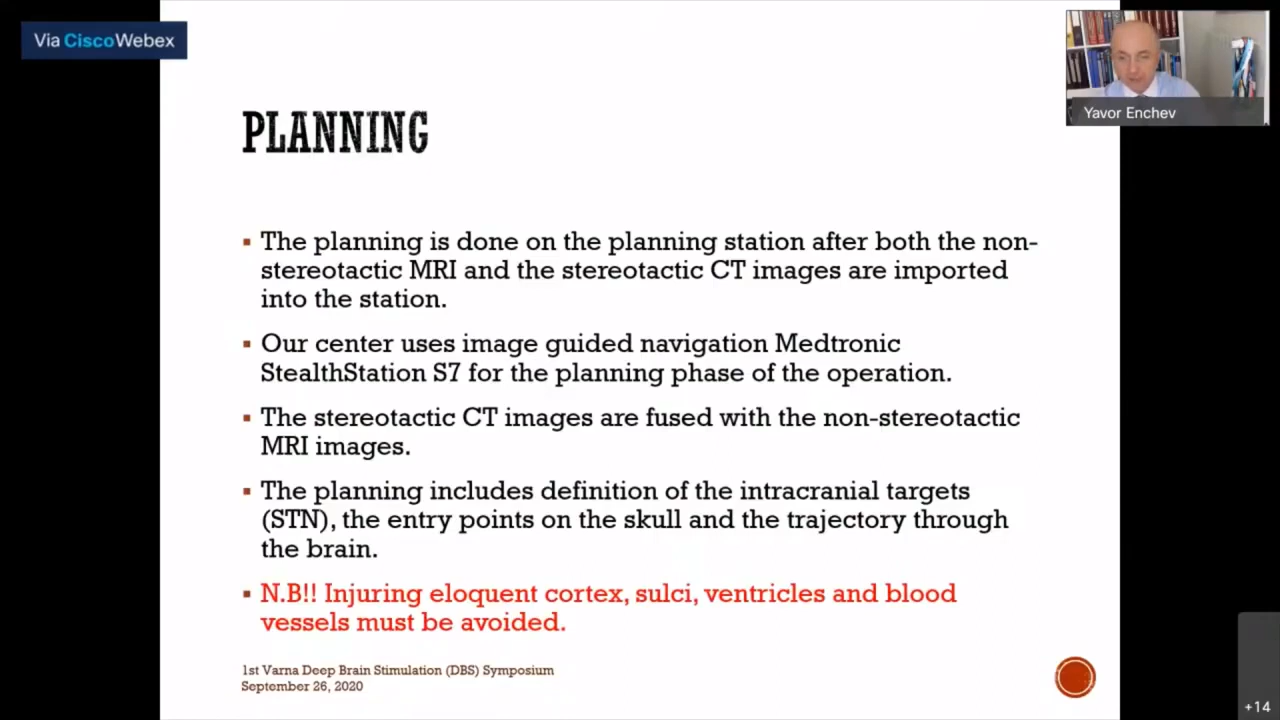 Via Cisco Webex
Yavor Enchev
PLANNING
The planning is done on the planning station after both the non-
stereotactic MRI and the stereotactic CT images are imported
into the station.
Our center uses image guided navigation Medtronic
StealthStation S7 for the planning phase of the operation.
The stereotactic CT images are fused with the non-stereotactic
MRI images.
The planning includes definition of the intracranial targets
(STN), the entry points on the skull and the trajectory through
the brain.
N.B!! Injuring eloquent cortex, sulci, ventricles and blood
vessels must be avoided.
1st Varna Deep Brain Stimulation (DBS) Symposium
September 26, 2020
+14